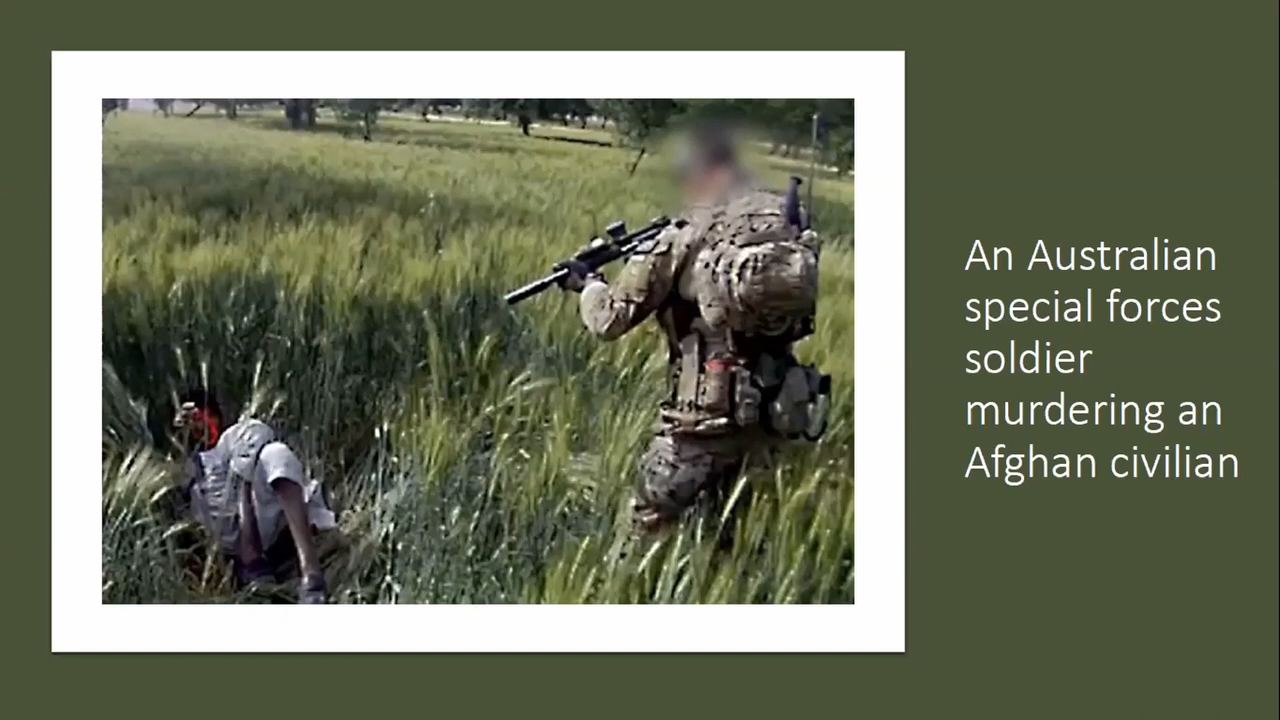 An Australian
special forces
soldier
murdering an
Afghan civilian